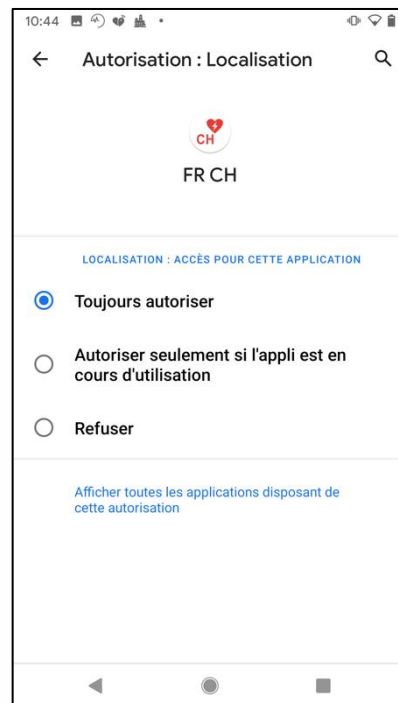 10:44
Autorisation : Localisation
CH
FR CH
LOCALISATION : ACCÈS POUR CETTE APPLICATION
Toujours autoriser
Autoriser seulement si l'appli est en
cours d'utilisation
Refuser
Afficher toutes les applications disposant de
cette autorisation